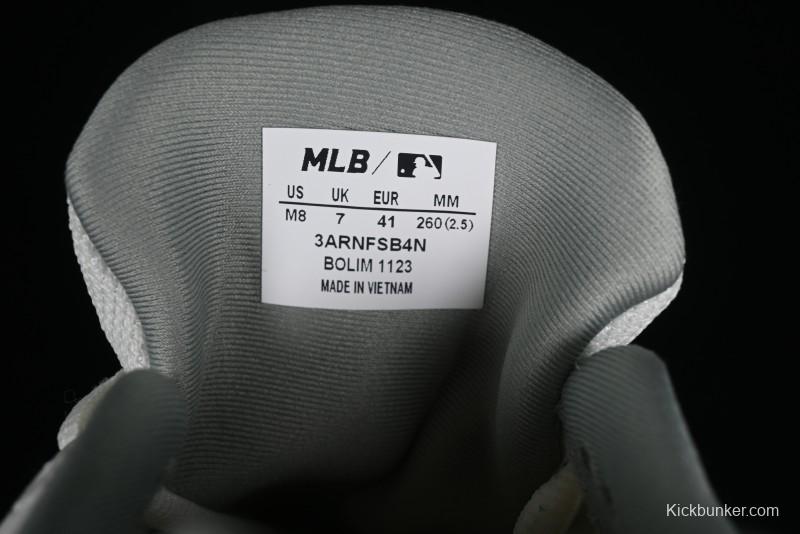 MLB /
US UK EUR MM
M8 7 41 260(2.5)
3ARNFSB4N
BOLIM 1123
MADE IN VIETNAM
Kickbunker.com